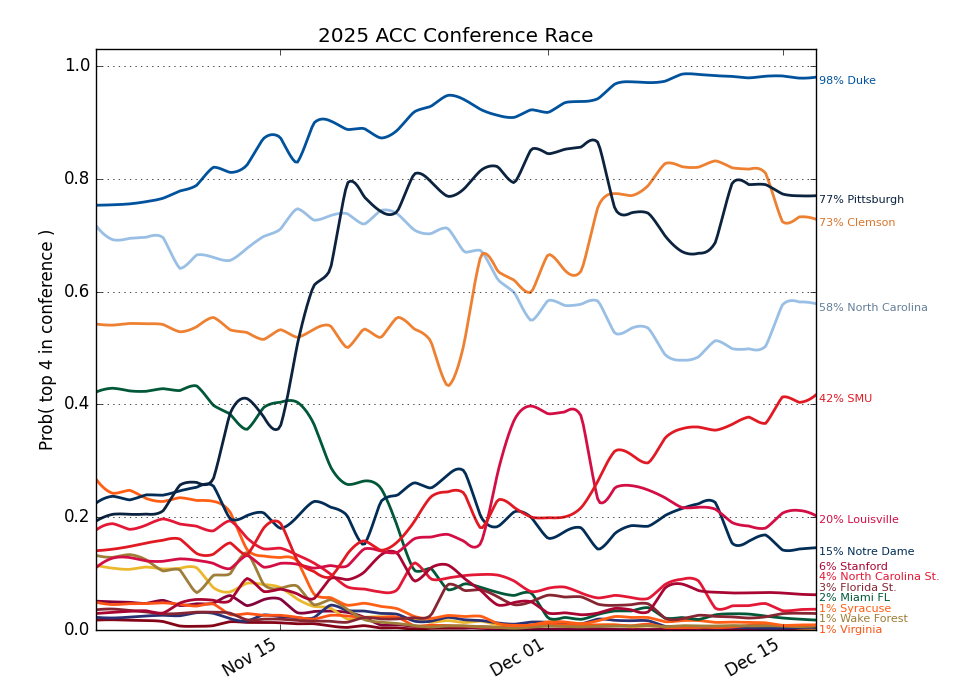 2025 ACC Conference Race
Prob( top 4 in conference )
1.0
0.8
0.6
0.4
0.2
0.0
Nov 15
Dec 01
Dec 15
98% Duke
77% Pittsburgh
73% Clemson
58% North Carolina
42% SMU
20% Louisville
15% Notre Dame
6% Stanford
4% North Carolina St.
3% Florida St.
2% Miami FL
1% Syracuse
1% Wake Forest
1% Virginia